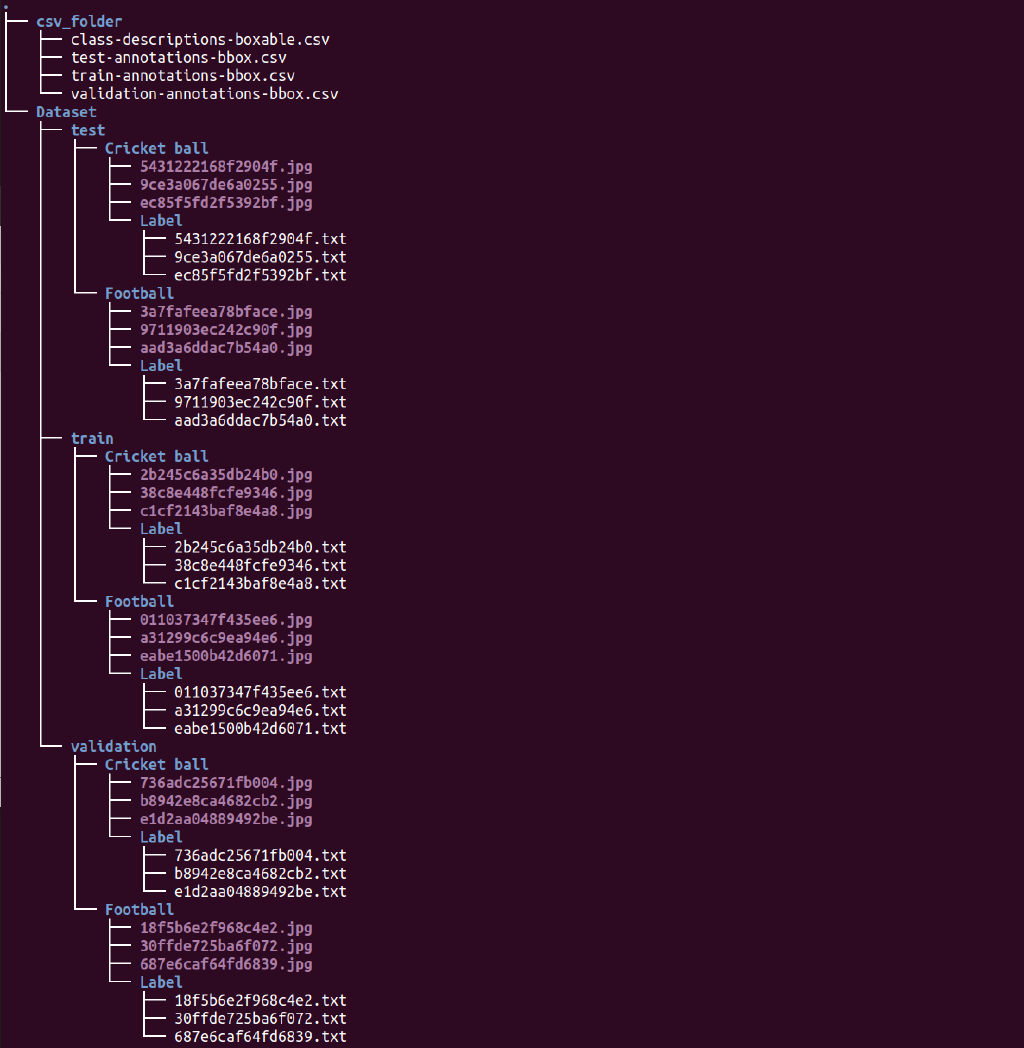 .
csv_folder
class-descriptions-boxable.csv
test-annotations-bbox.csv
train-annotations-bbox.csv
validation-annotations-bbox.csv
Dataset
test
Cricket ball
5431222168f2904f.jpg
9ce3a067de6a0255.jpg
ec85f5fd2f5392bf.jpg
Label
5431222168f2904f.txt
9ce3a067de6a0255.txt
ec85f5fd2f5392bf.txt
Football
3a7fafeea78bface.jpg
9711903ec242c90f.jpg
aad3a6ddac7b54a0.jpg
Label
3a7fafeea78bface.txt
9711903ec242c90f.txt
aad3a6ddac7b54a0.txt
train
Cricket ball
2b245c6a35db24b0.jpg
38c8e448fcfe9346.jpg
c1cf2143baf8e4a8.jpg
Label
2b245c6a35db24b0.txt
38c8e448fcfe9346.txt
c1cf2143baf8e4a8.txt
Football
011037347f435ee6.jpg
a31299c6c9ea94e6.jpg
eabe1500b42d6071.jpg
Label
011037347f435ee6.txt
a31299c6c9ea94e6.txt
eabe1500b42d6071.txt
validation
Cricket ball
736adc25671fb004.jpg
b8942e8ca4682cb2.jpg
e1d2aa04889492be.jpg
Label
736adc25671fb004.txt
b8942e8ca4682cb2.txt
e1d2aa04889492be.txt
Football
18f5b6e2f968c4e2.jpg
30ffde725ba6f072.jpg
687e6caf64fd6839.jpg
Label
18f5b6e2f968c4e2.txt
30ffde725ba6f072.txt
687e6caf64fd6839.txt